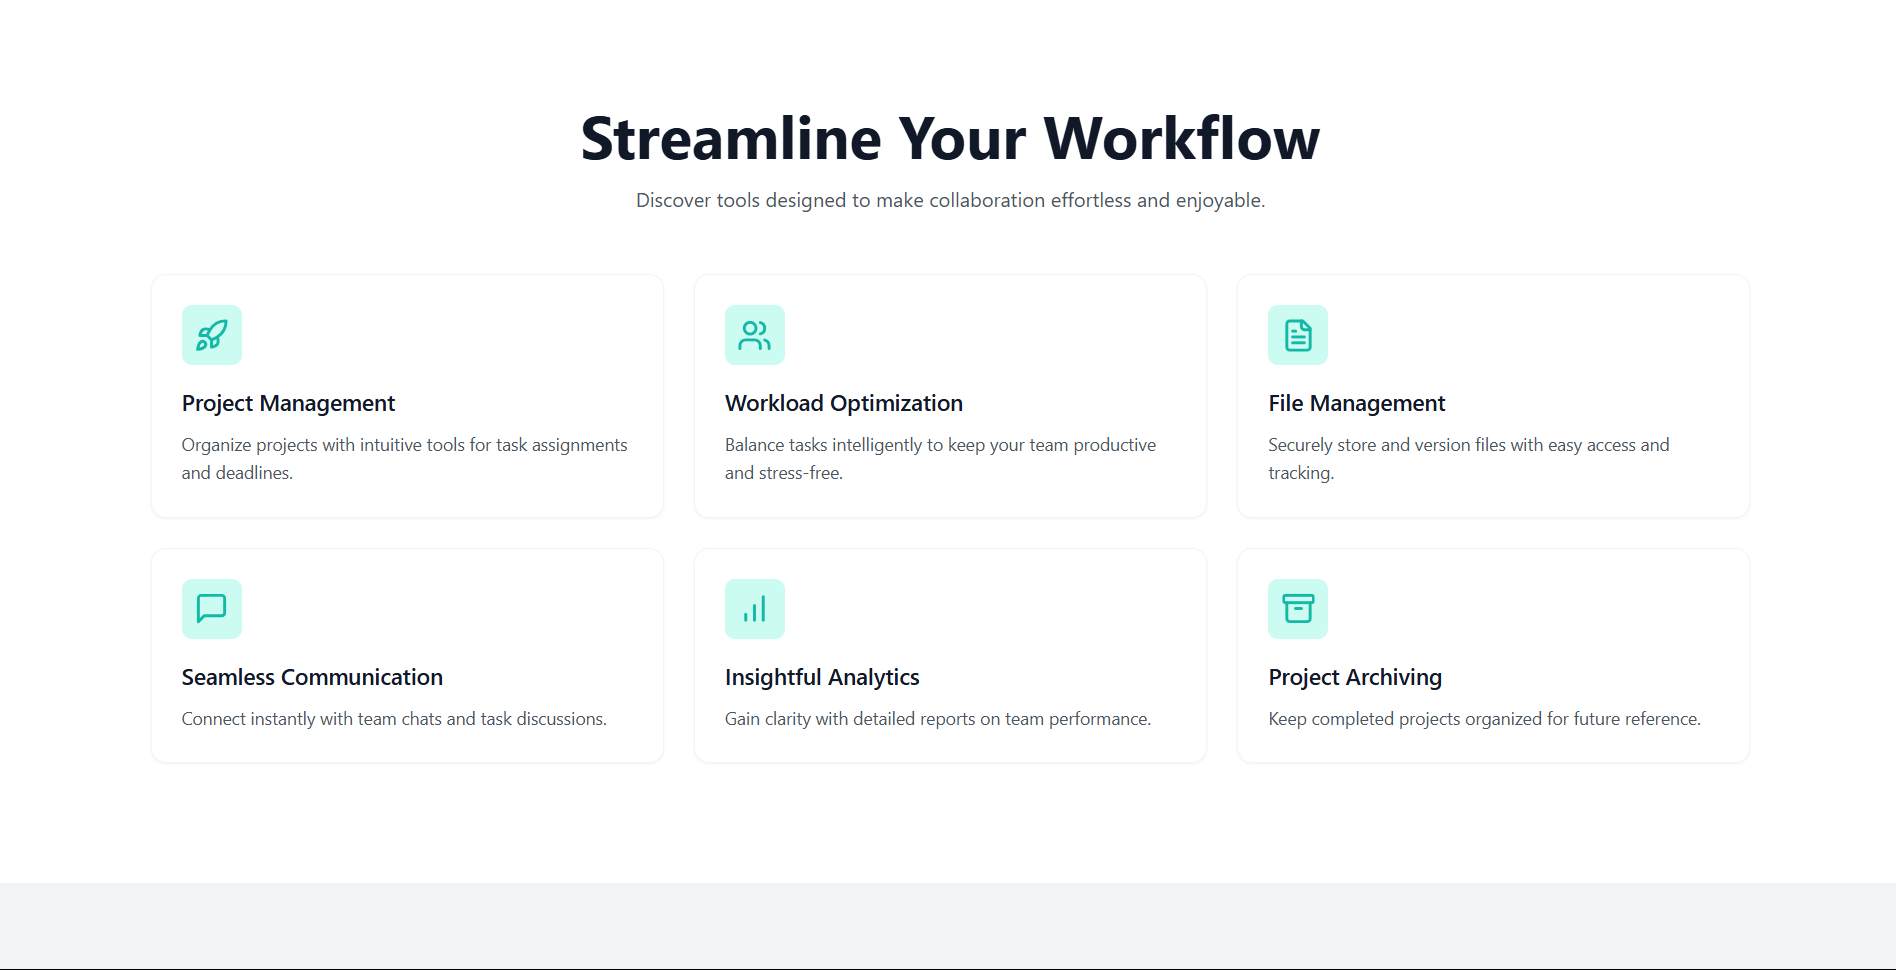 Streamline Your Workflow
Discover tools designed to make collaboration effortless and enjoyable.
Project Management
Organize projects with intuitive tools for task assignments
and deadlines.
Workload Optimization
Balance tasks intelligently to keep your team productive
and stress-free.
File Management
Securely store and version files with easy access and
tracking.
Seamless Communication
Connect instantly with team chats and task discussions.
Insightful Analytics
Gain clarity with detailed reports on team performance.
Project Archiving
Keep completed projects organized for future reference.